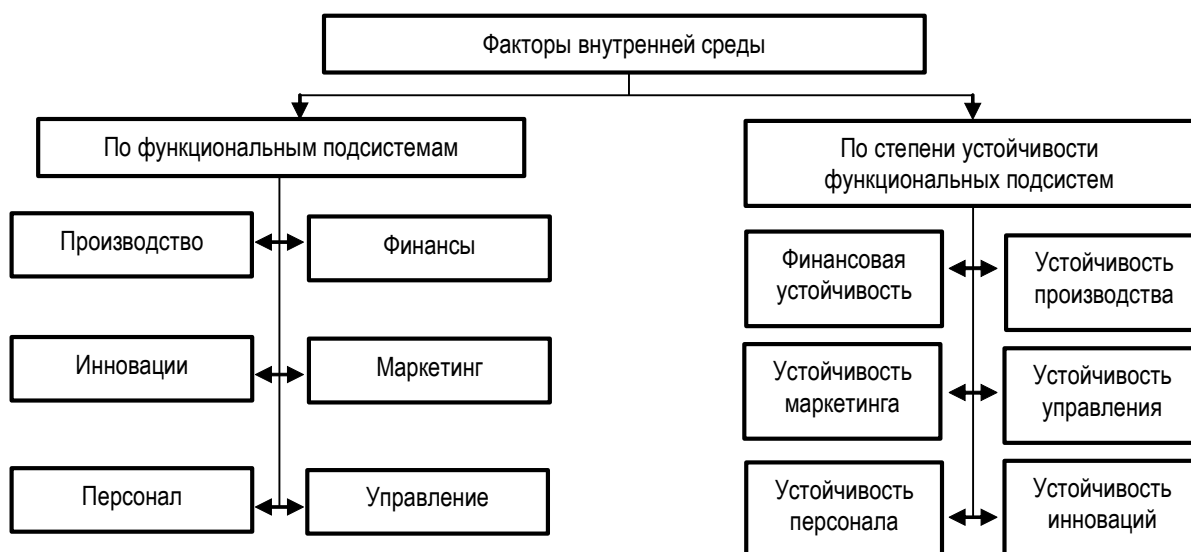 Факторы внутренней среды
По функциональным подсистемам
Производство
Финансы
Инновации
Маркетинг
Персонал
Управление
По степени устойчивости
функциональных подсистем
Финансовая
устойчивость
Устойчивость
производства
Устойчивость
маркетинга
Устойчивость
управления
Устойчивость
персонала
Устойчивость
инноваций